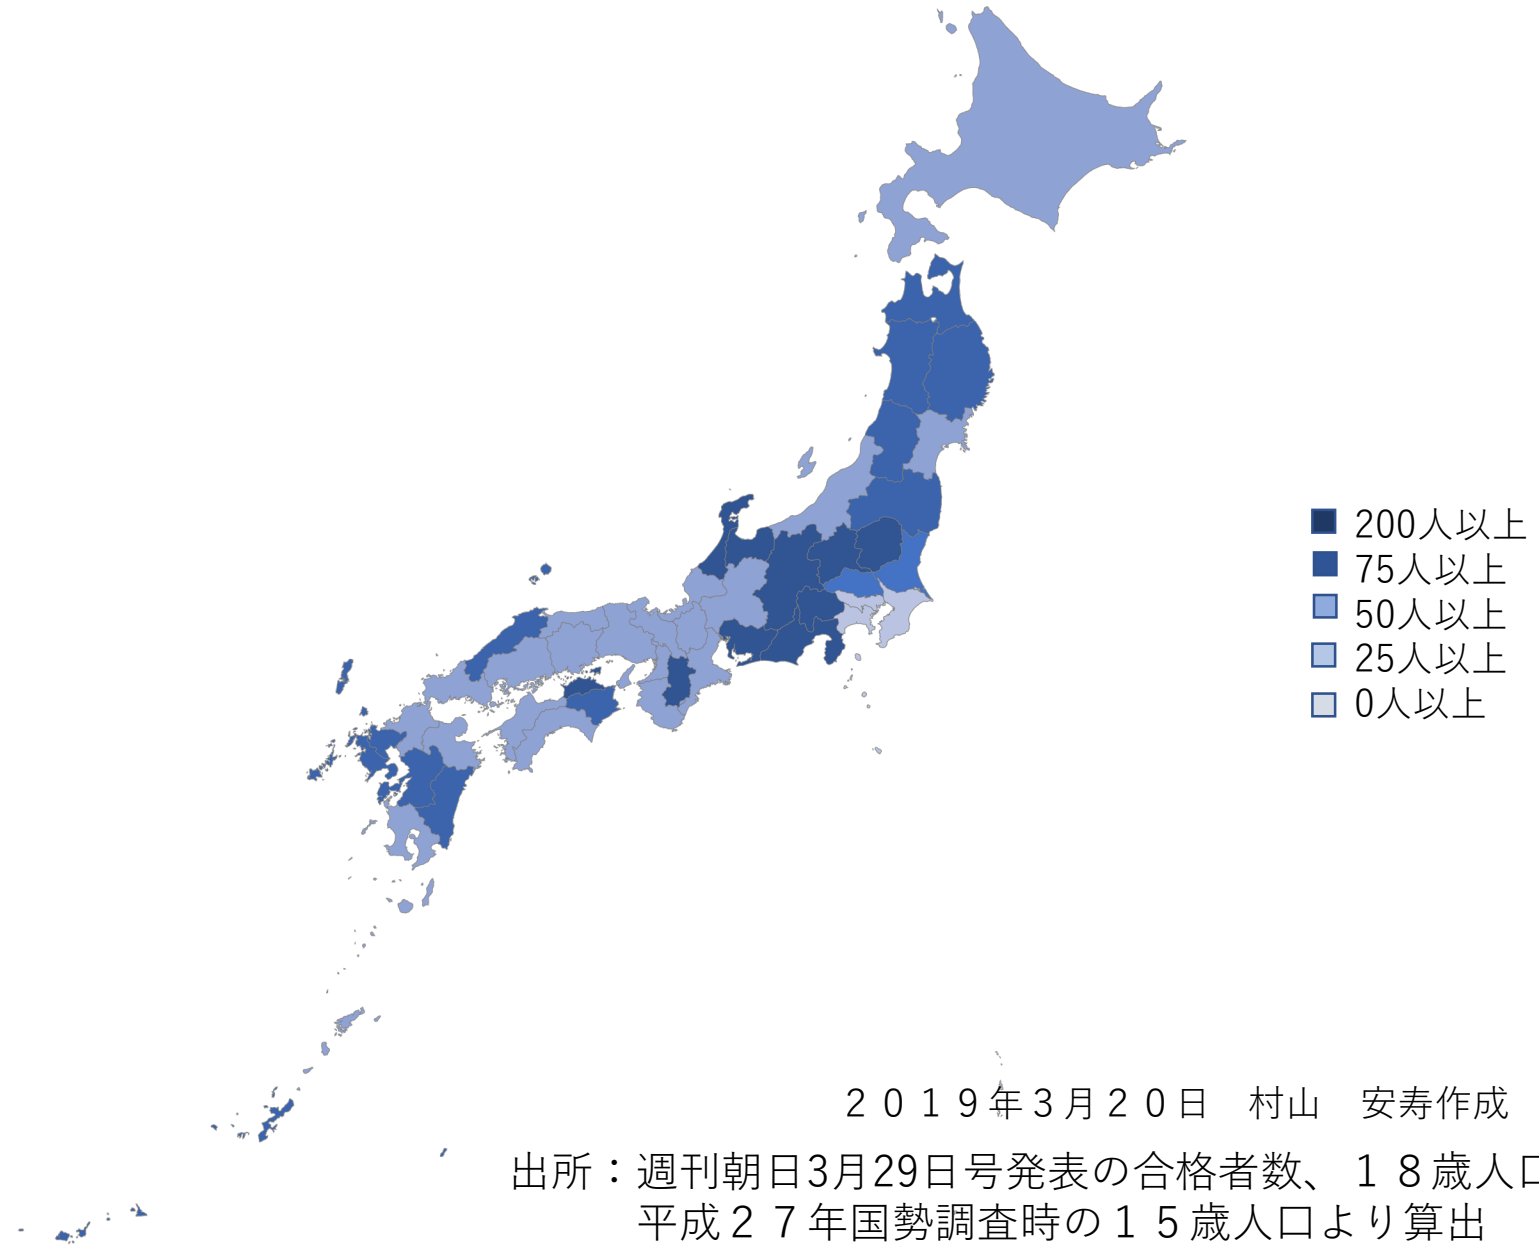 200人以上
75人以上
50人以上
25人以上
0人以上
２０１９年３月２０日　村山　安寿作成
出所：週刊朝日3月29日号発表の合格者数、１８歳人口
平成２７年国勢調査時の１５歳人口より算出